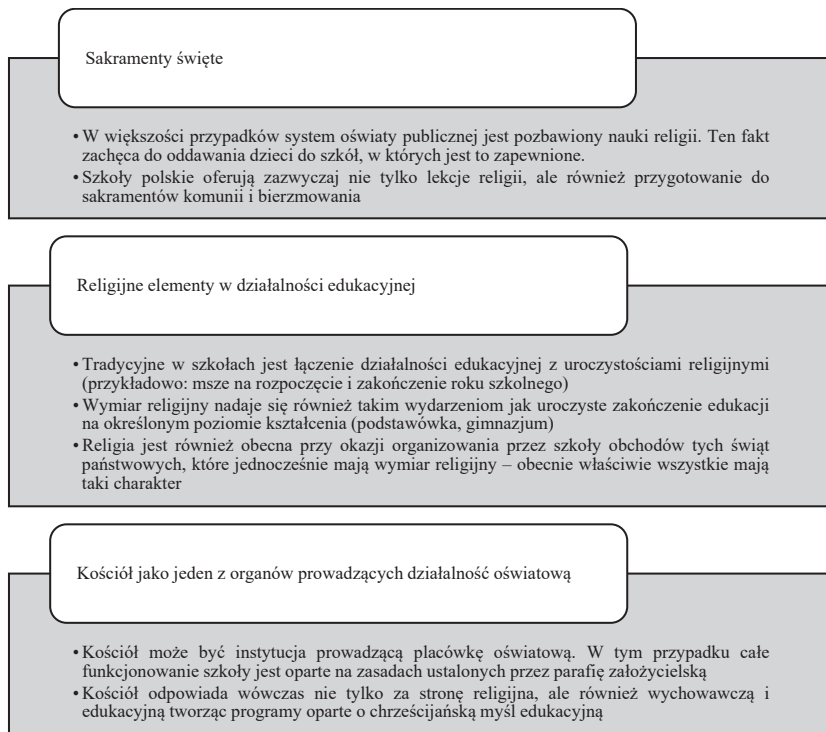 Sakramenty święte
• W większości przypadków system oświaty publicznej jest pozbawiony nauki religii. Ten fakt
zachęca do oddawania dzieci do szkół, w których jest to zapewnione.
• Szkoły polskie oferują zazwyczaj nie tylko lekcje religii, ale również przygotowanie do
sakramentów komunii i bierzmowania
Religijne elementy w działalności edukacyjnej
• Tradycyjne w szkołach jest łączenie działalności edukacyjnej z uroczystościami religijnymi
(przykładowo: msze na rozpoczęcie i zakończenie roku szkolnego)
• Wymiar religijny nadaje się również takim wydarzeniom jak uroczyste zakończenie edukacji
na określonym poziomie kształcenia (podstawówka, gimnazjum)
• Religia jest również obecna przy okazji organizowania przez szkoły obchodów tych świąt
państwowych, które jednocześnie mają wymiar religijny – obecnie właściwie wszystkie mają
taki charakter
Kościół jako jeden z organów prowadzących działalność oświatową
• Kościół może być instytucja prowadzącą placówkę oświatową. W tym przypadku całe
funkcjonowanie szkoły jest oparte na zasadach ustalonych przez parafię założycielską
• Kościół odpowiada wówczas nie tylko za stronę religijna, ale również wychowawczą i
edukacyjną tworząc programy oparte o chrześcijańską myśl edukacyjną